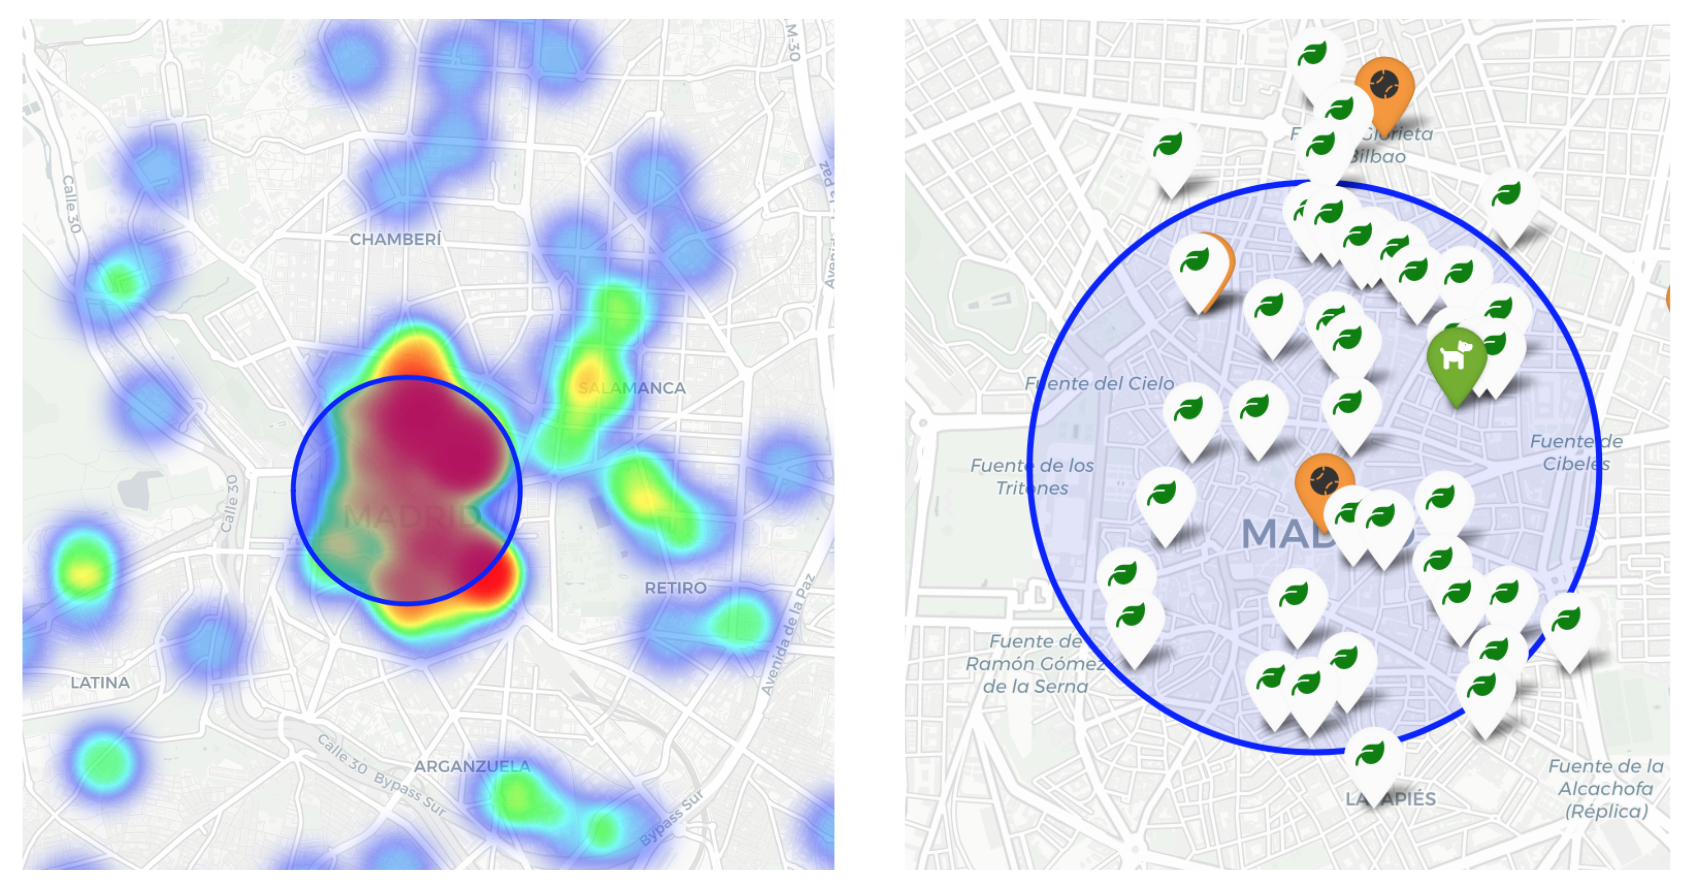 M-30
Calle 30
CHAMBERÍ
SALAMANCA
Calle 30
MADRID
RETIRO
Avenida de la Paz
LATINA
Calle 30 Bypass Sur
ARGANZUELA
Bypass Sur
Glorieta
Bilbao
Fuente del Cielo
Fuente de los
Tritones
Fuente de
Cibeles
MAD
Fuente de
Ramón Gómez
de la Serna
Fuente de la
Alcachofa
(Réplica)
LA APIÉS